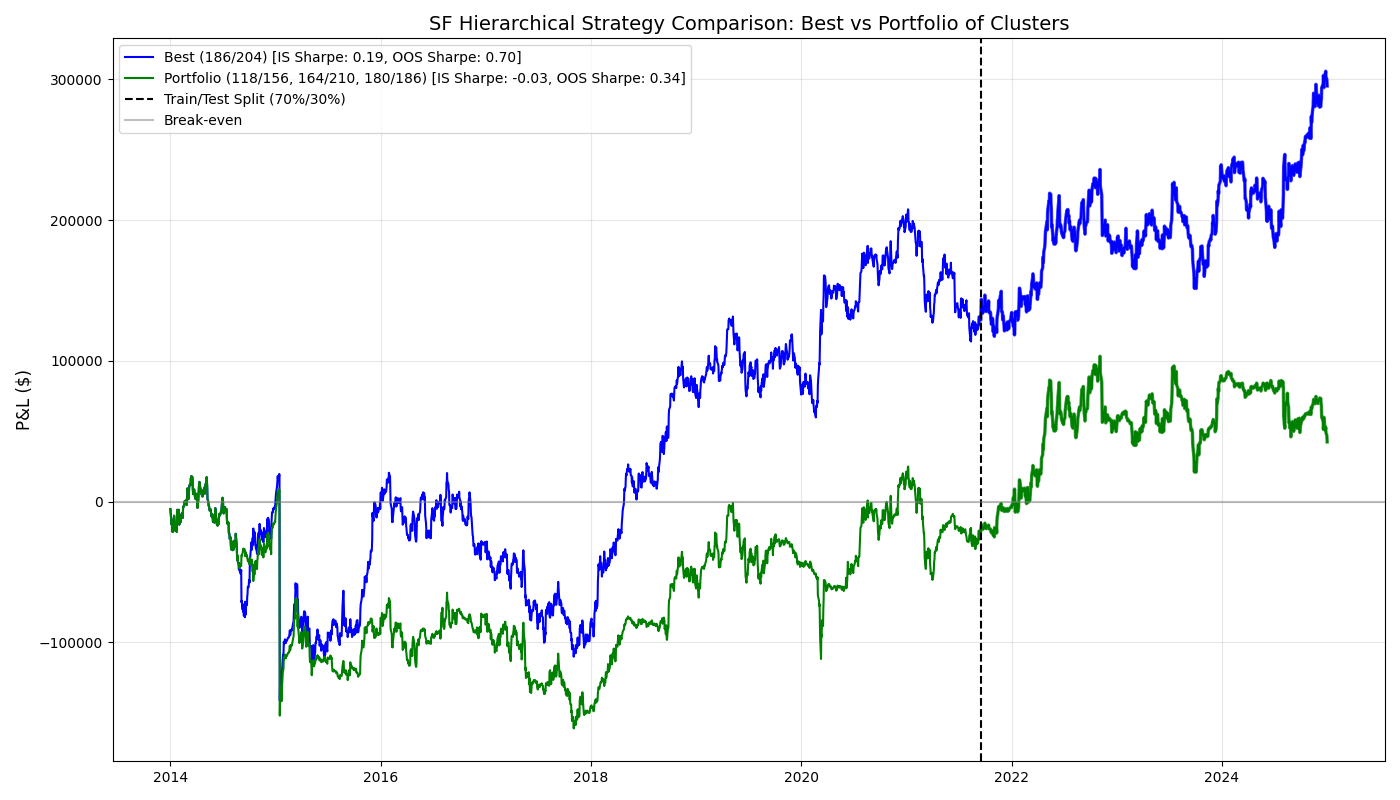 SF Hierarchical Strategy Comparison: Best vs Portfolio of Clusters
Best (186/204) [IS Sharpe: 0.19, OOS Sharpe: 0.70]
Portfolio (118/156, 164/210, 180/186) [IS Sharpe: -0.03, OOS Sharpe: 0.34]
Train/Test Split (70%/30%)
Break-even
P&L ($)
300000
200000
100000
0
−100000
2014 2016 2018 2020 2022 2024